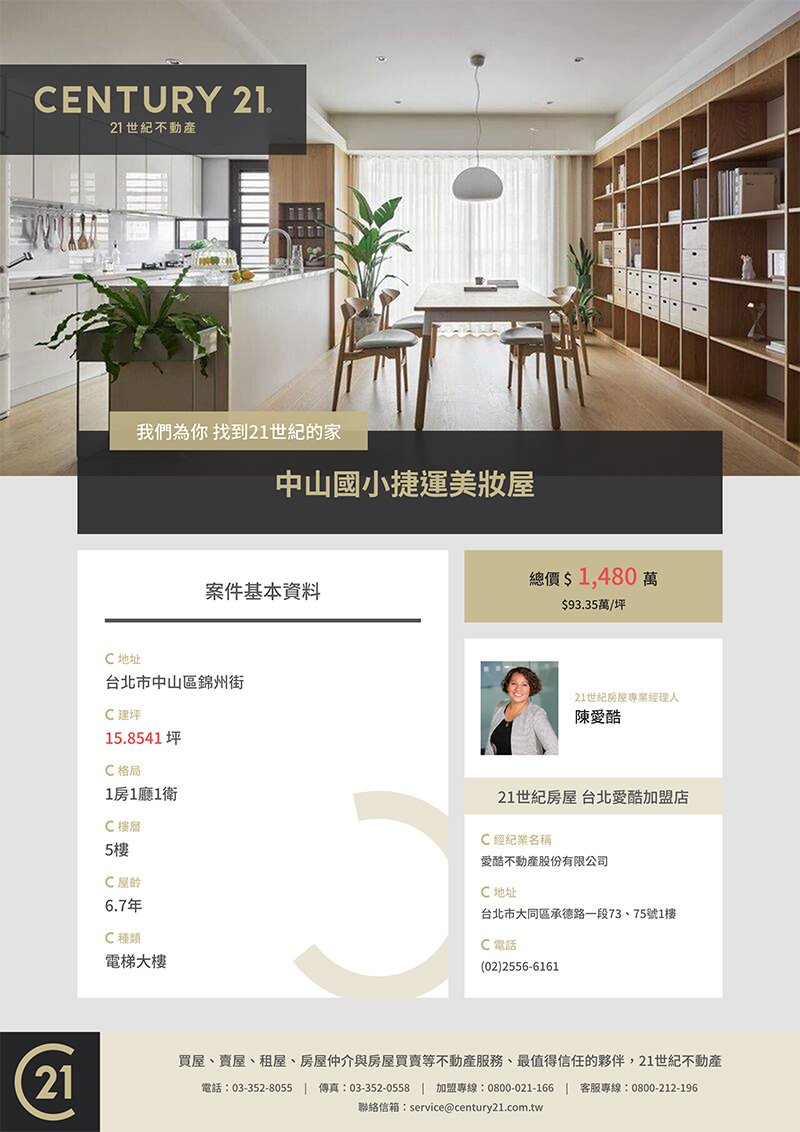 CENTURY 21®
21世紀不動產
我們為你 找到21世紀的家
中山國小捷運美妝屋
案件基本資料
C 地址
台北市中山區錦州街
C 建坪
15.8541 坪
C 格局
1房1廳1衛
C 樓層
5樓
C 屋齡
6.7年
C 種類
電梯大樓
總價 $ 1,480 萬
$93.35萬/坪
21世紀房屋專業經理人
陳愛酷
21世紀房屋 台北愛酷加盟店
C 經紀業名稱
愛酷不動產股份有限公司
C 地址
台北市大同區承德路一段73、75號1樓
C 電話
(02)2556-6161
C21
買屋、賣屋、租屋、房屋仲介與房屋買賣等不動產服務、最值得信任的夥伴，21世紀不動產
電話：03-352-8055 | 傳真：03-352-0558 | 加盟專線：0800-021-166 | 客服專線：0800-212-196
聯絡信箱：service@century21.com.tw